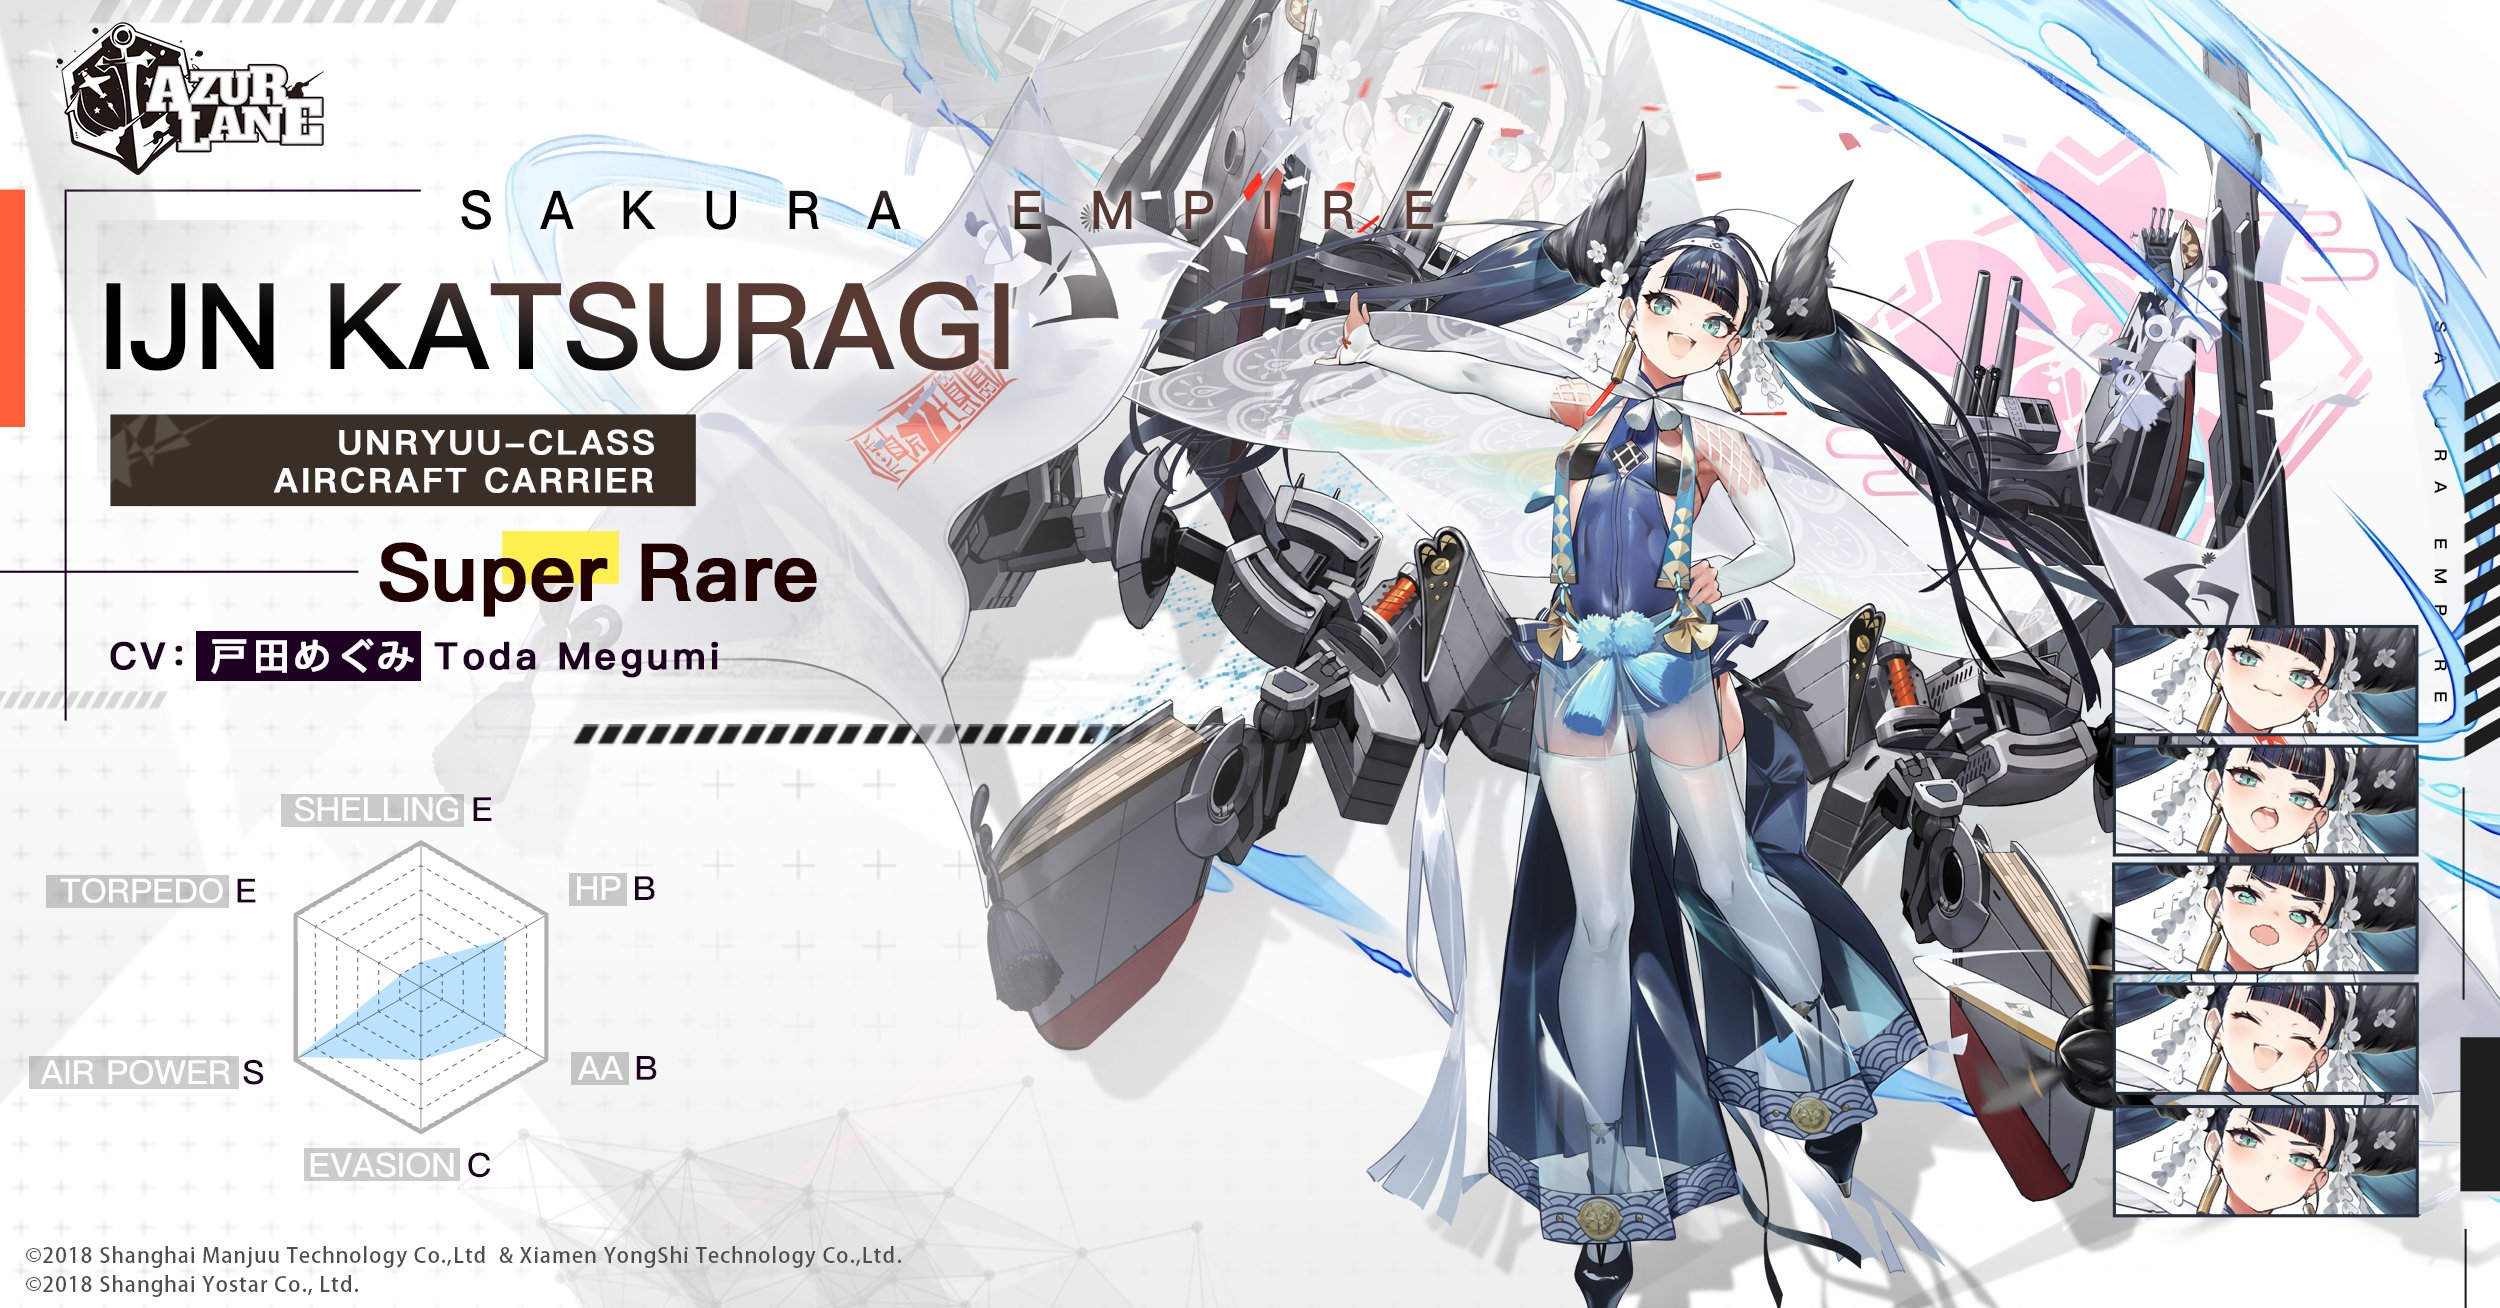 AZUR
LANE
SAKURA EMPIRE
IJN KATSURAGI
UNRYUU-CLASS
AIRCRAFT CARRIER
Super Rare
CV: 戸田めぐみ Toda Megumi
SHELLING E
TORPEDO E
HP B
AIR POWER S
AA B
EVASION C
SAKURA EMPIRE
©2018 Shanghai Manjuu Technology Co.,Ltd & Xiamen YongShi Technology Co.,Ltd.
©2018 Shanghai Yostar Co., Ltd.